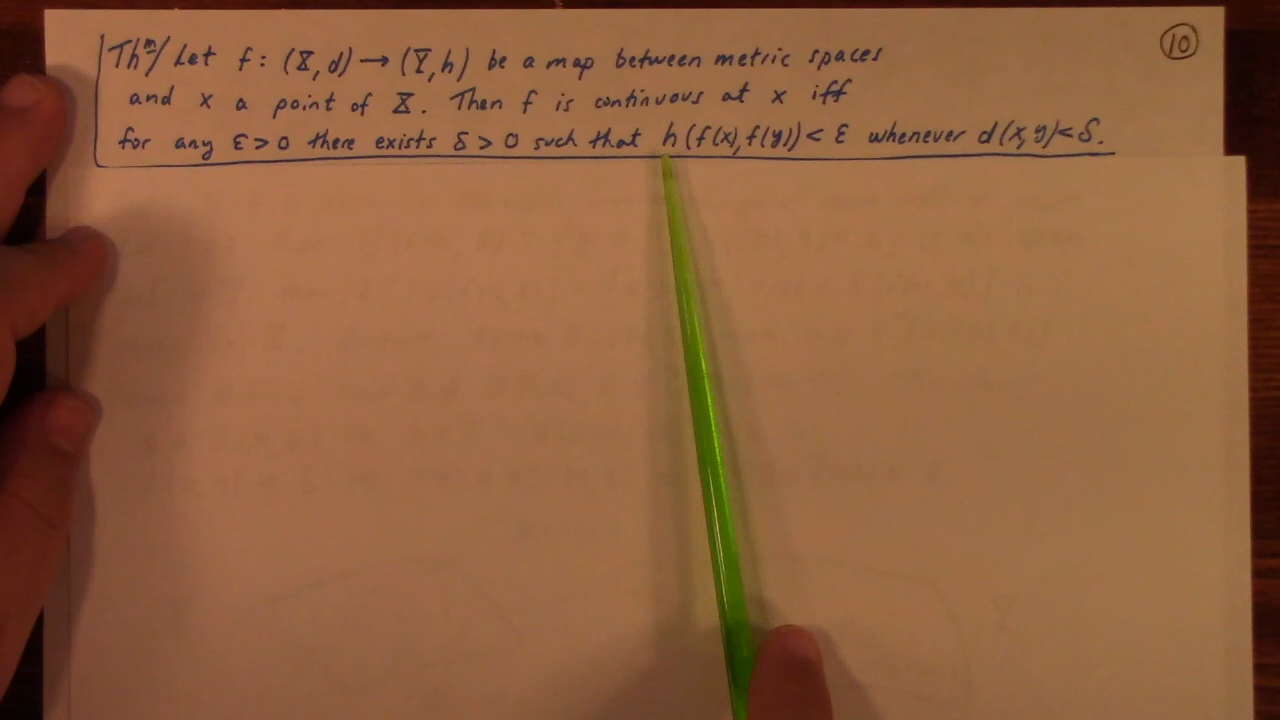 10
Thm/ Let f: (X, d) → (Y, h) be a map between metric spaces
and x a point of X. Then f is continuous at x iff
for any ε > 0 there exists δ > 0 such that h(f(x), f(y)) < ε whenever d(x, y) < δ.